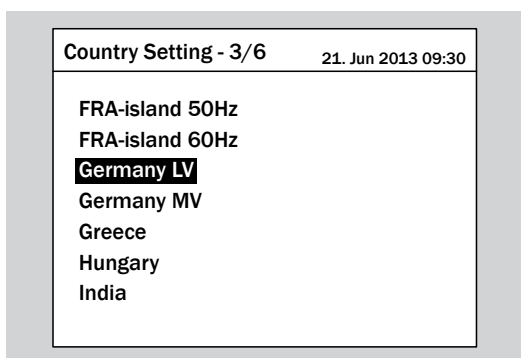 Country Setting - 3/6 21. Jun 2013 09:30
FRA-island 50Hz
FRA-island 60Hz
Germany LV
Germany MV
Greece
Hungary
India